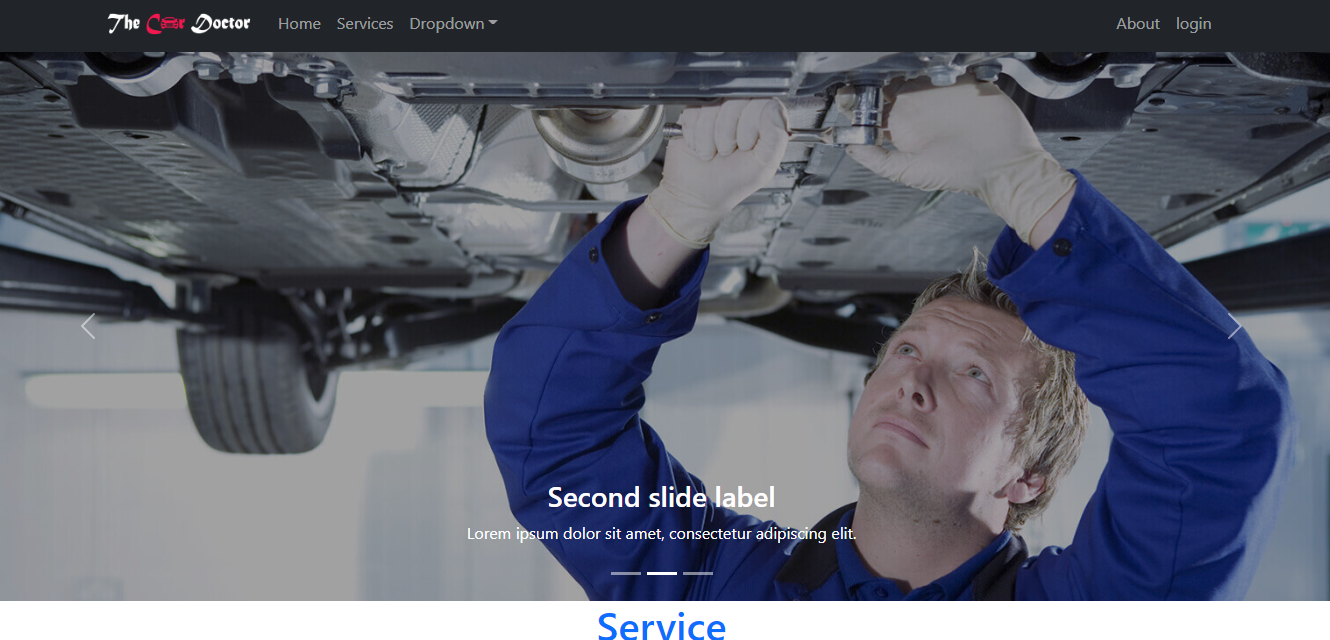 The Car Doctor Home Services Dropdown About login
Second slide label
Lorem ipsum dolor sit amet, consectetur adipiscing elit.
Service